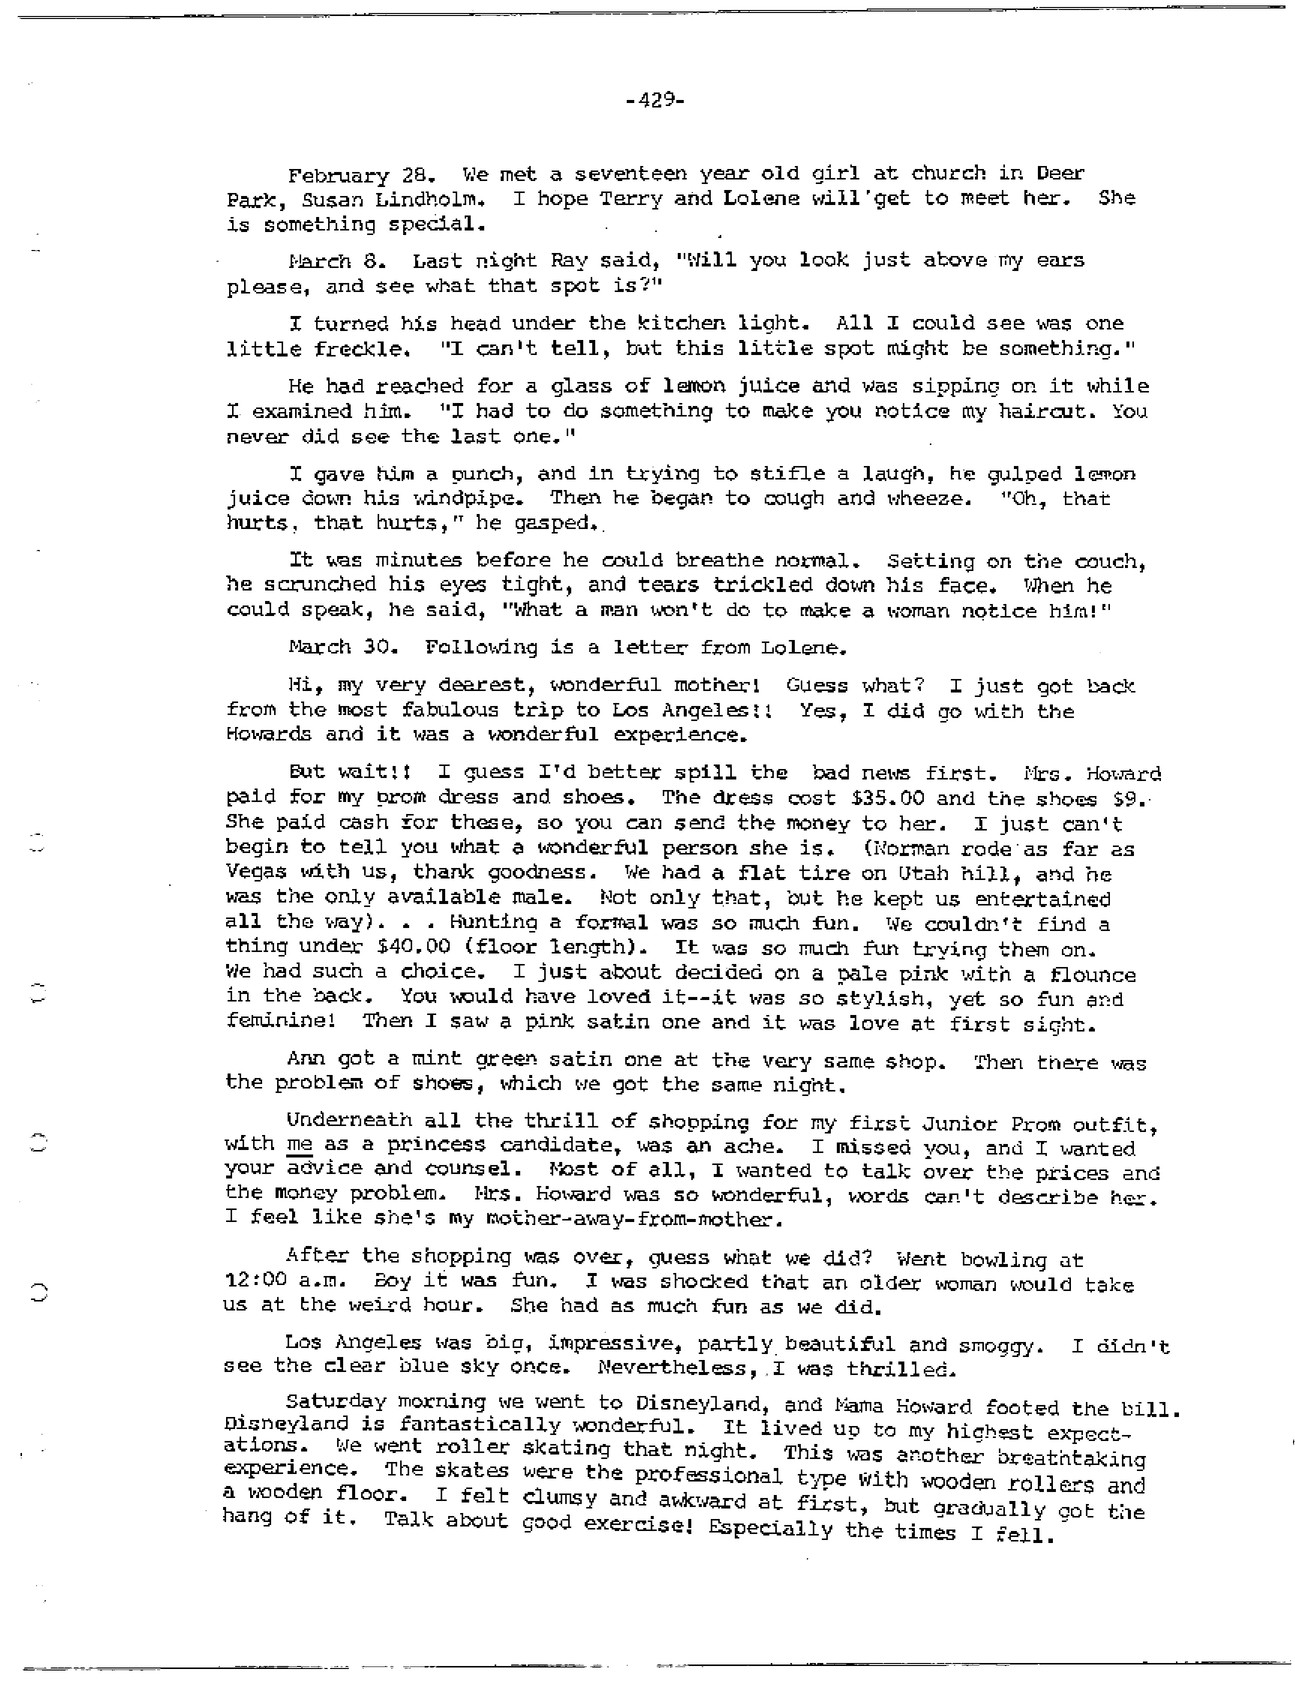 -429-
February 28. We met a seventeen year old girl at church in Deer
Park, Susan Lindholm. I hope Terry and Lolene will get to meet her. She
is something special.
March 8. Last night Ray said, "Will you look just above my ears
please, and see what that spot is?"
I turned his head under the kitchen light. All I could see was one
little freckle. "I can't tell, but this little spot might be something."
He had reached for a glass of lemon juice and was sipping on it while
I examined him. "I had to do something to make you notice my haircut. You
never did see the last one."
I gave him a punch, and in trying to stifle a laugh, he gulped lemon
juice down his windpipe. Then he began to cough and wheeze. "Oh, that
hurts, that hurts," he gasped.
It was minutes before he could breathe normal. Setting on the couch,
he scrunched his eyes tight, and tears trickled down his face. When he
could speak, he said, "What a man won't do to make a woman notice him!"
March 30. Following is a letter from Lolene.
Hi, my very dearest, wonderful mother! Guess what? I just got back
from the most fabulous trip to Los Angeles!! Yes, I did go with the
Howards and it was a wonderful experience.
But wait!! I guess I'd better spill the bad news first. Mrs. Howard
paid for my prom dress and shoes. The dress cost $35.00 and the shoes $9.
She paid cash for these, so you can send the money to her. I just can't
begin to tell you what a wonderful person she is. (Norman rode as far as
Vegas with us, thank goodness. We had a flat tire on Utah hill, and he
was the only available male. Not only that, but he kept us entertained
all the way). . . Hunting a formal was so much fun. We couldn't find a
thing under $40.00 (floor length). It was so much fun trying them on.
We had such a choice. I just about decided on a pale pink with a flounce
in the back. You would have loved it--it was so stylish, yet so fun and
feminine! Then I saw a pink satin one and it was love at first sight.
Ann got a mint green satin one at the very same shop. Then there was
the problem of shoes, which we got the same night.
Underneath all the thrill of shopping for my first Junior Prom outfit,
with me as a princess candidate, was an ache. I missed you, and I wanted
your advice and counsel. Most of all, I wanted to talk over the prices and
the money problem. Mrs. Howard was so wonderful, words can't describe her.
I feel like she's my mother-away-from-mother.
After the shopping was over, guess what we did? Went bowling at
12:00 a.m. Boy it was fun. I was shocked that an older woman would take
us at the weird hour. She had as much fun as we did.
Los Angeles was big, impressive, partly beautiful and smoggy. I didn't
see the clear blue sky once. Nevertheless, I was thrilled.
Saturday morning we went to Disneyland, and Mama Howard footed the bill.
Disneyland is fantastically wonderful. It lived up to my highest expect-
ations. We went roller skating that night. This was another breathtaking
experience. The skates were the professional type with wooden rollers and
a wooden floor. I felt clumsy and awkward at first, but gradually got the
hang of it. Talk about good exercise! Especially the times I fell.